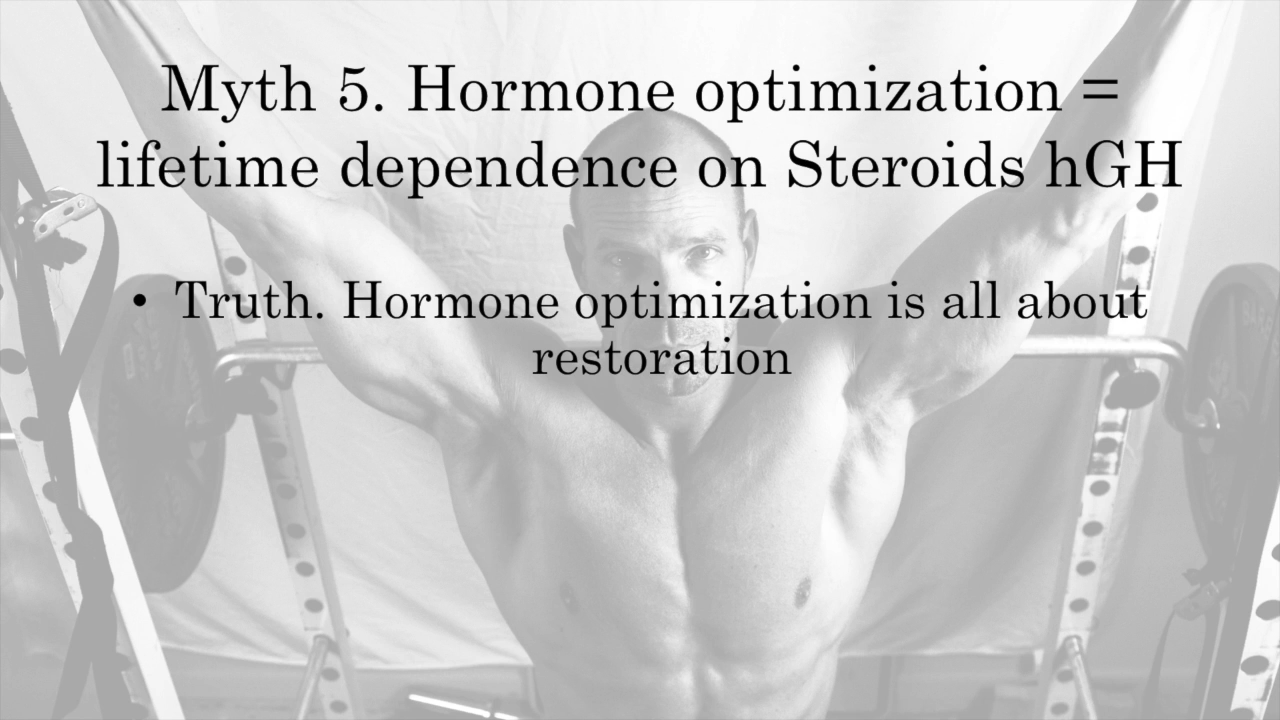 Myth 5. Hormone optimization =
lifetime dependence on Steroids hGH
• Truth. Hormone optimization is all about
restoration